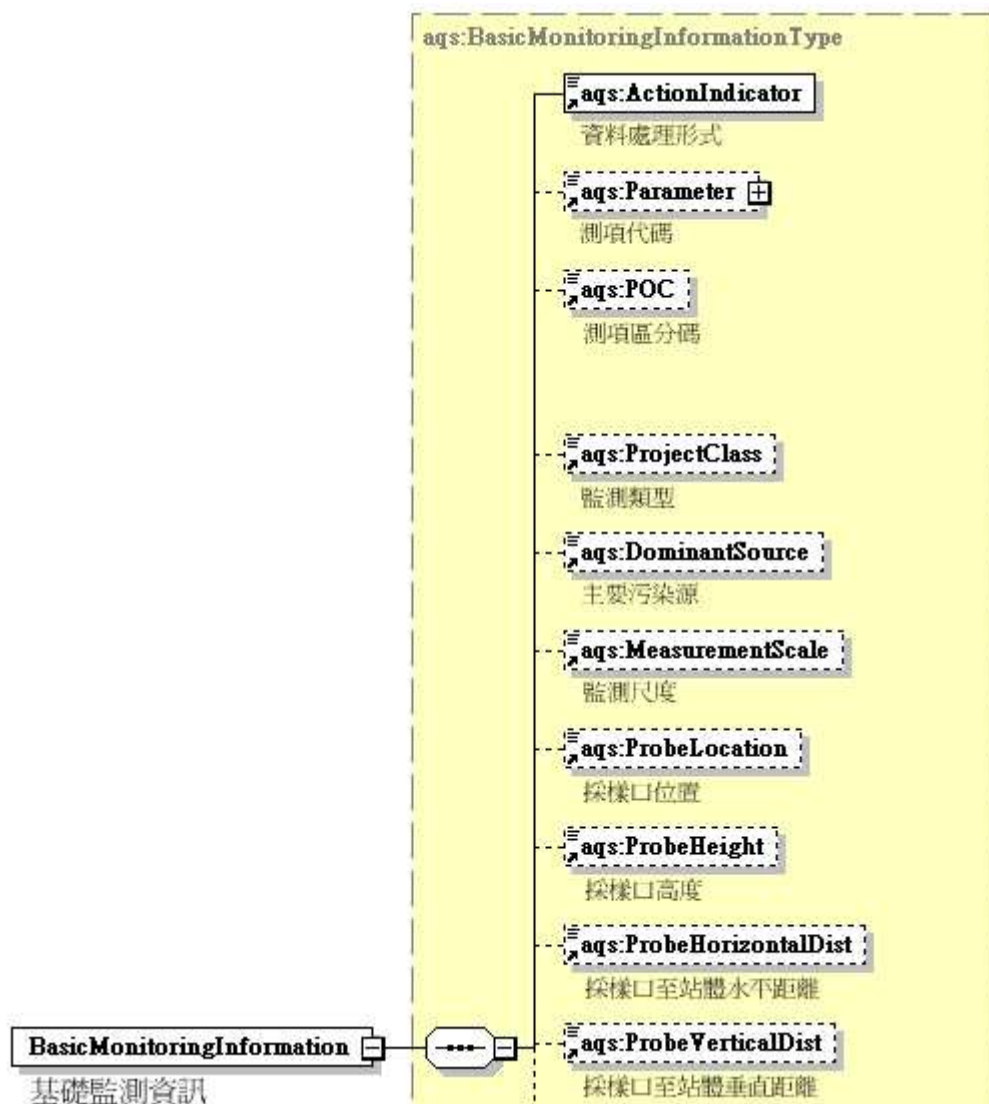 aqs:BasicMonitoringInformationType
aqs:ActionIndicator
資料處理形式
aqs:Parameter
測項代碼
aqs:POC
測項區分碼
aqs:ProjectClass
監測類型
aqs:DominantSource
主要污染源
aqs:MeasurementScale
監測尺度
aqs:ProbeLocation
採樣口位置
aqs:ProbeHeight
採樣口高度
aqs:ProbeHorizontalDist
採樣口至站體水平距離
BasicMonitoringInformation
基礎監測資訊
aqs:ProbeVerticalDist
採樣口至站體垂直距離